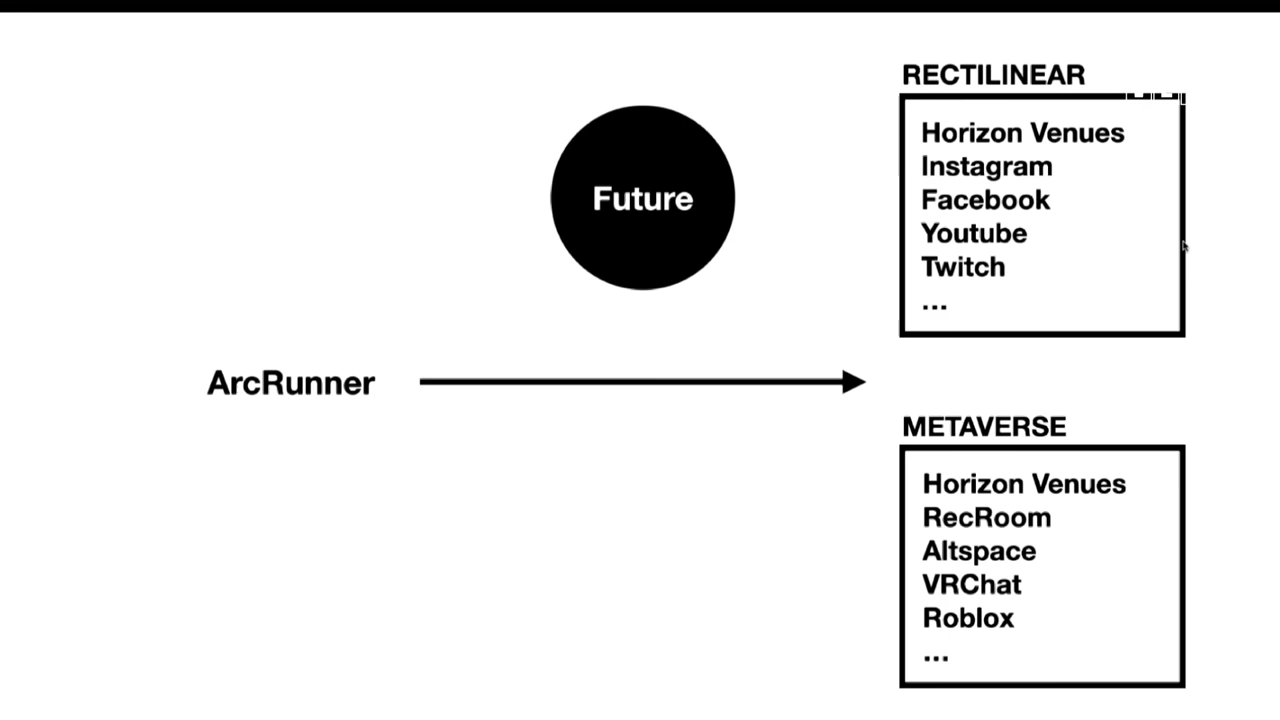 RECTILINEAR
Horizon Venues
Instagram
Facebook
Youtube
Twitch
...
Future
ArcRunner
METAVERSE
Horizon Venues
RecRoom
Altspace
VRChat
Roblox
...